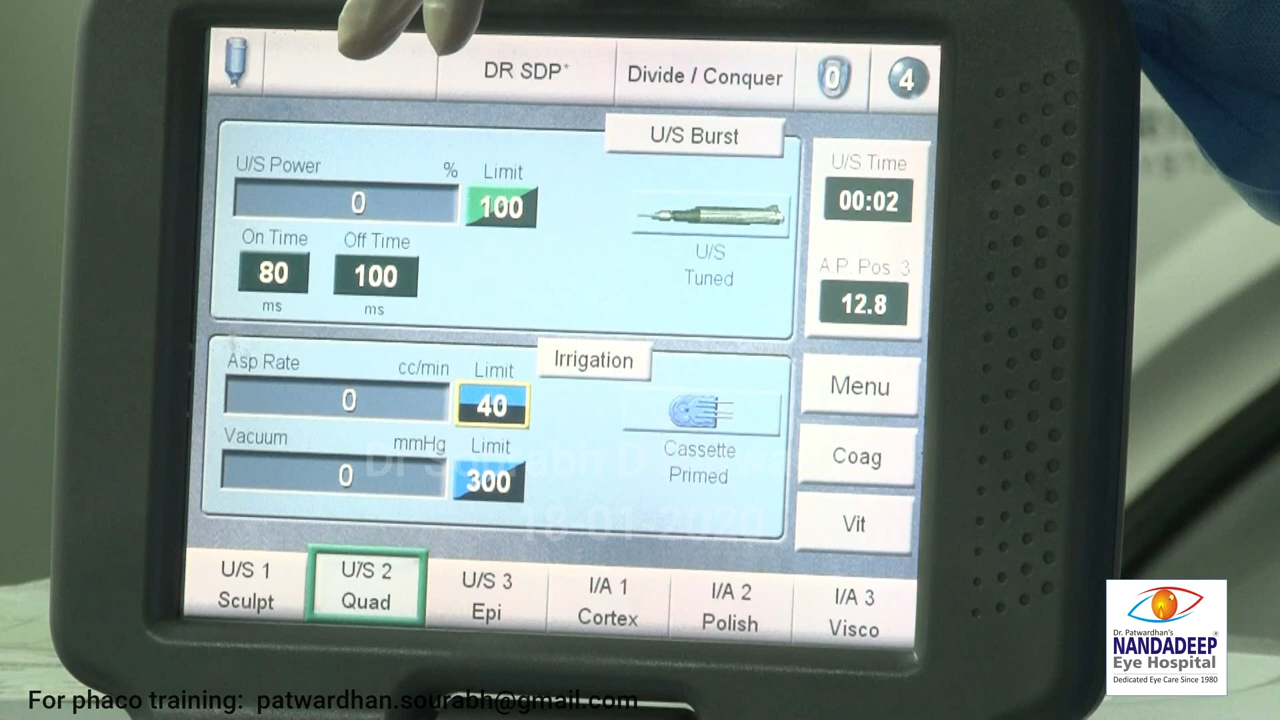 DR SDP*
Divide / Conquer
0
4
U/S Burst
U/S Power
%
Limit
0
100
On Time
Off Time
80
100
ms
ms
U/S
Tuned
U/S Time
00:02
A.P. Pos. 3
12.8
Irrigation
Asp Rate
cc/min
Limit
0
40
Vacuum
mmHg
Limit
0
300
Cassette
Primed
Menu
Coag
Vit
U/S 1
Sculpt
U/S 2
Quad
U/S 3
Epi
I/A 1
Cortex
I/A 2
Polish
I/A 3
Visco
18-01-2020
Dr. Patwardhan's
NANDADEEP
Eye Hospital
Dedicated Eye Care Since 1980
For phaco training: patwardhan.sourabh@gmail.com